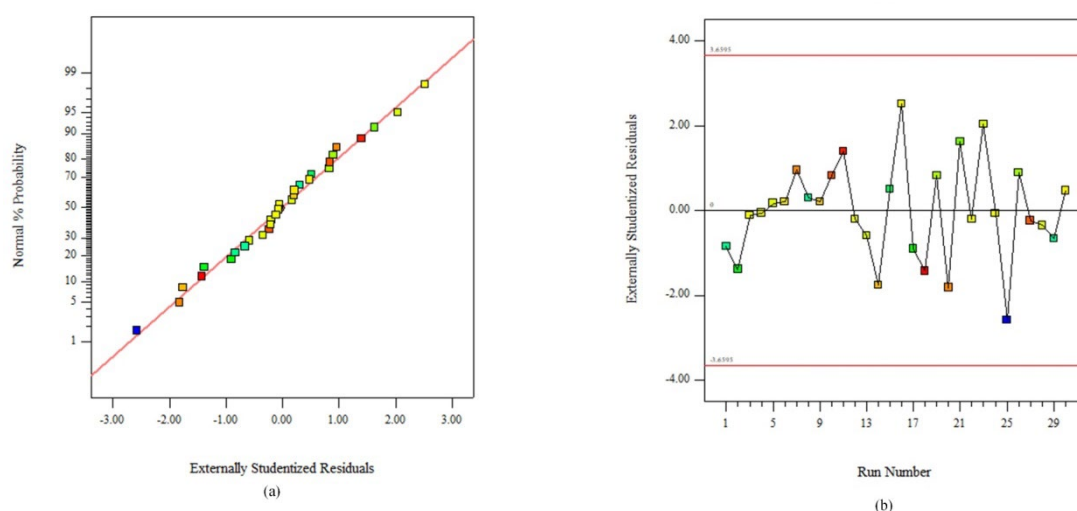 Normal % Probability
99
95
90
80
70
50
30
20
10
5
1
-3.00 -2.00 -1.00 0.00 1.00 2.00 3.00
Externally Studentized Residuals
(a)
Externally Studentized Residuals
4.00
3.6395
2.00
0.00
0
-2.00
-3.6395
-4.00
1 5 9 13 17 21 25 29
Run Number
(b)